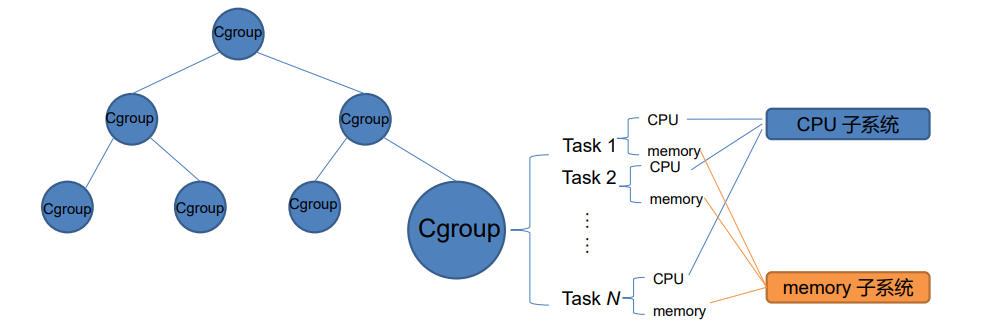 Cgroup
Cgroup
Cgroup
Cgroup
Cgroup
Cgroup
Cgroup
Task 1
CPU
memory
Task 2
CPU
memory
⋮
⋮
Task N
CPU
memory
CPU 子系统
memory 子系统